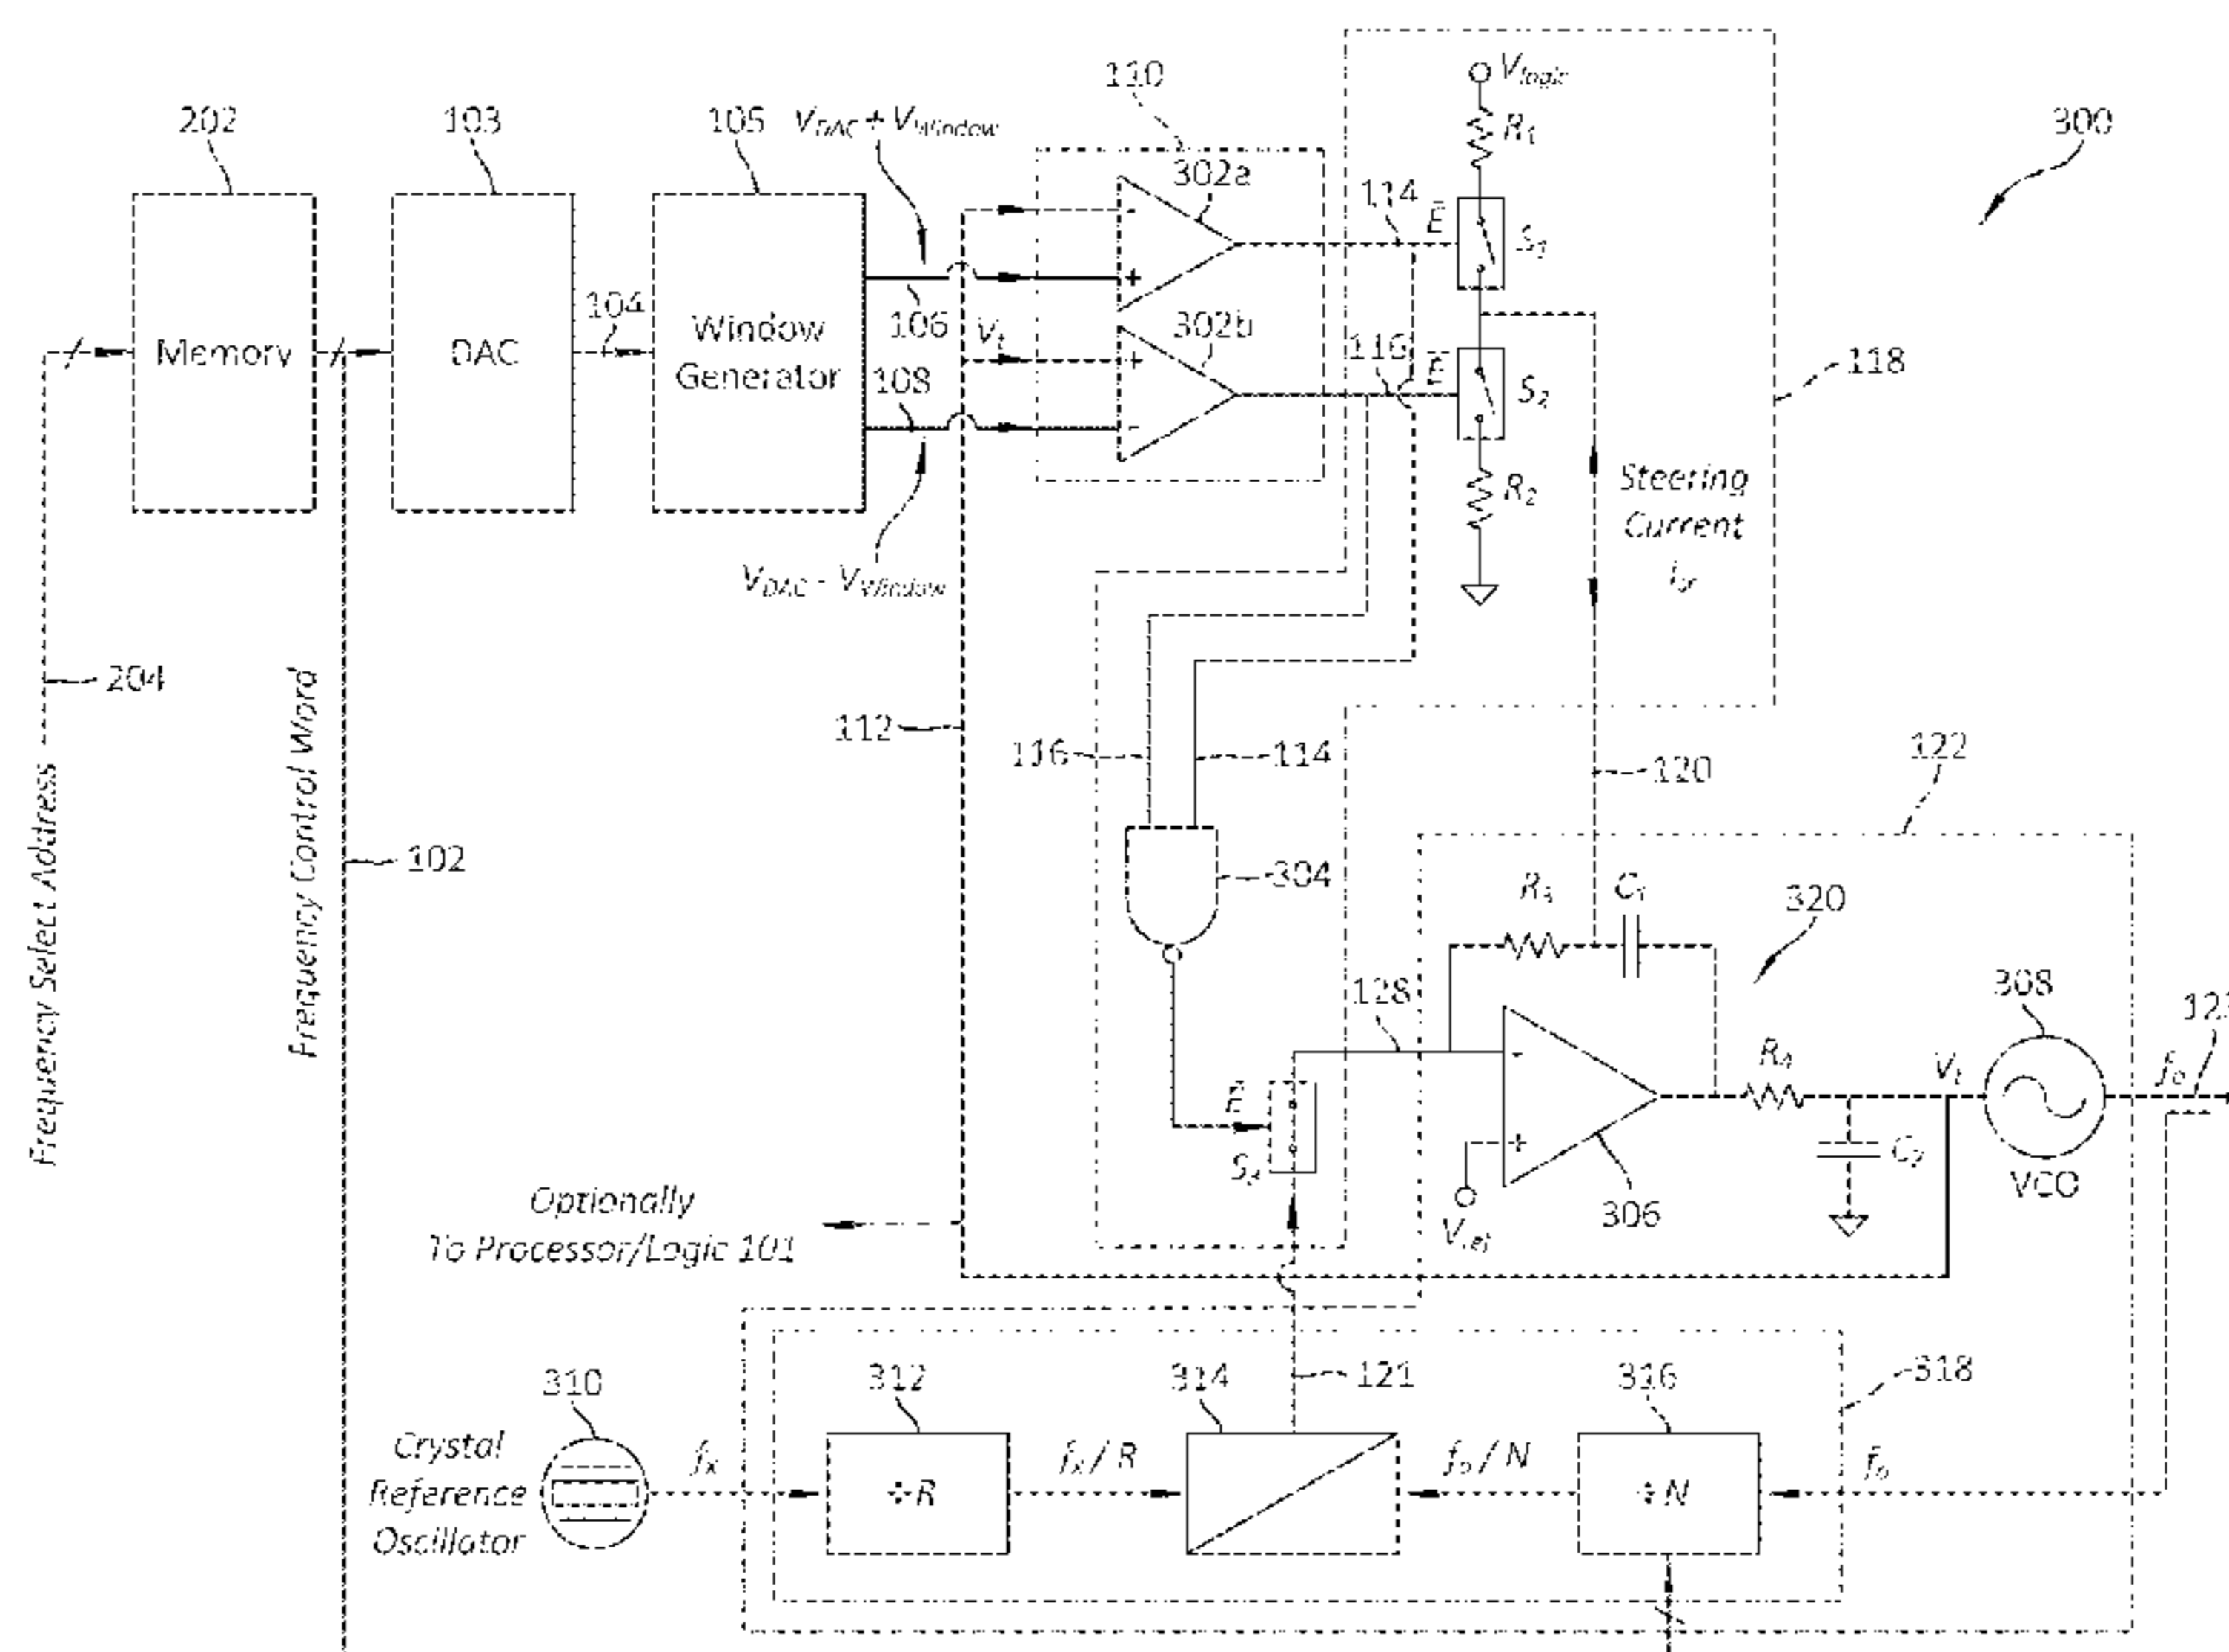 202
103
105
V_DAC + V_Window
110
V_logic
R₁
300
302a
114
Ē
S₁
Memory
DAC
104
Window
Generator
106
V_t
108
302b
116
Ē
S₂
118
R₂
Steering
Current
V_DAC - V_Window
204
Frequency Select Address
Frequency Control Word
102
112
116
114
120
122
304
R₃
C₁
320
128
308
R₄
V_t
f_o
Ē
C₂
VCO
306
Optionally
To Processor/Logic 101
310
312
314
121
316
318
Crystal
Reference
Oscillator
f_x
÷R
f_x / R
f_o / N
÷N
f_o